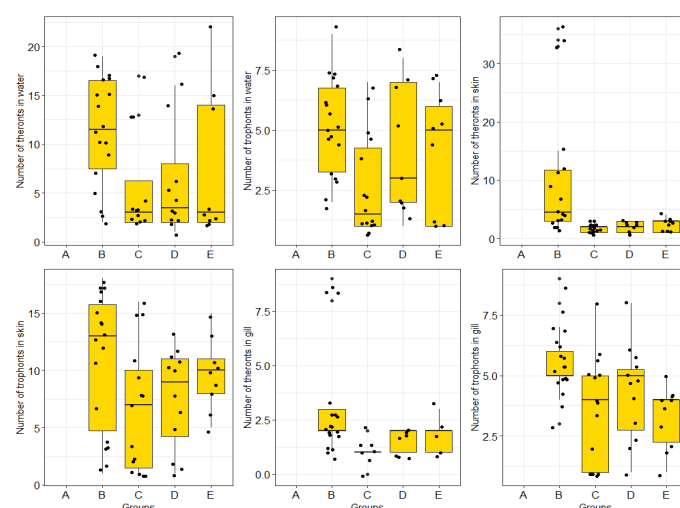 Number of theronts in water
20
15
10
5
0
A B C D E
Number of trophonts in water
7.5
5.0
2.5
A B C D E
Number of theronts in skin
30
20
10
0
A B C D E
Number of trophonts in skin
15
10
5
0
A B C D E
Groups
Number of theronts in gill
7.5
5.0
2.5
0.0
A B C D E
Groups
Number of trophonts in gill
7.5
5.0
2.5
A B C D E
Groups